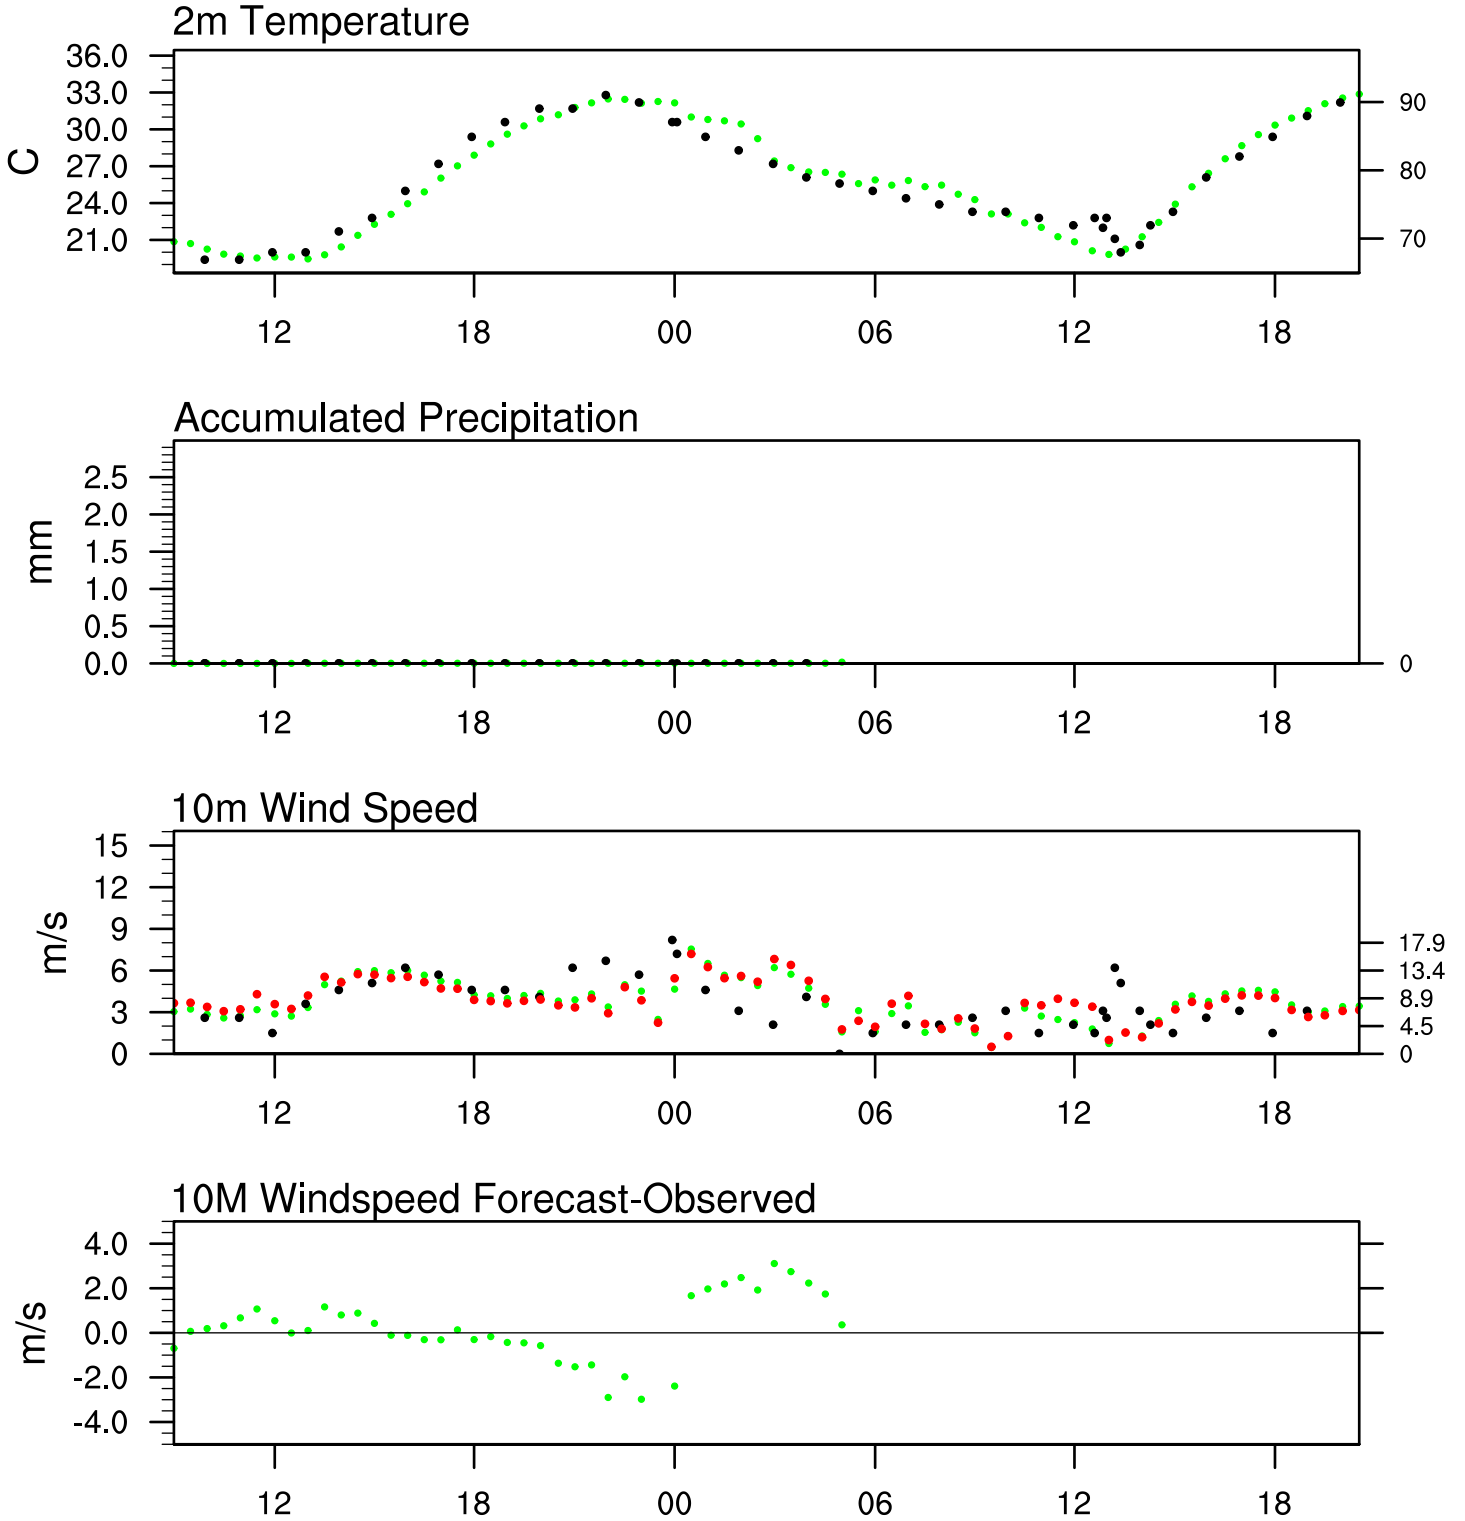 2m Temperature
36.0
33.0
30.0
27.0
24.0
21.0
C
90
80
70
12 18 00 06 12 18
Accumulated Precipitation
2.5
2.0
1.5
1.0
0.5
0.0
mm
0
12 18 00 06 12 18
10m Wind Speed
15
12
9
6
3
0
m/s
17.9
13.4
8.9
4.5
0
12 18 00 06 12 18
10M Windspeed Forecast-Observed
4.0
2.0
0.0
-2.0
-4.0
m/s
12 18 00 06 12 18